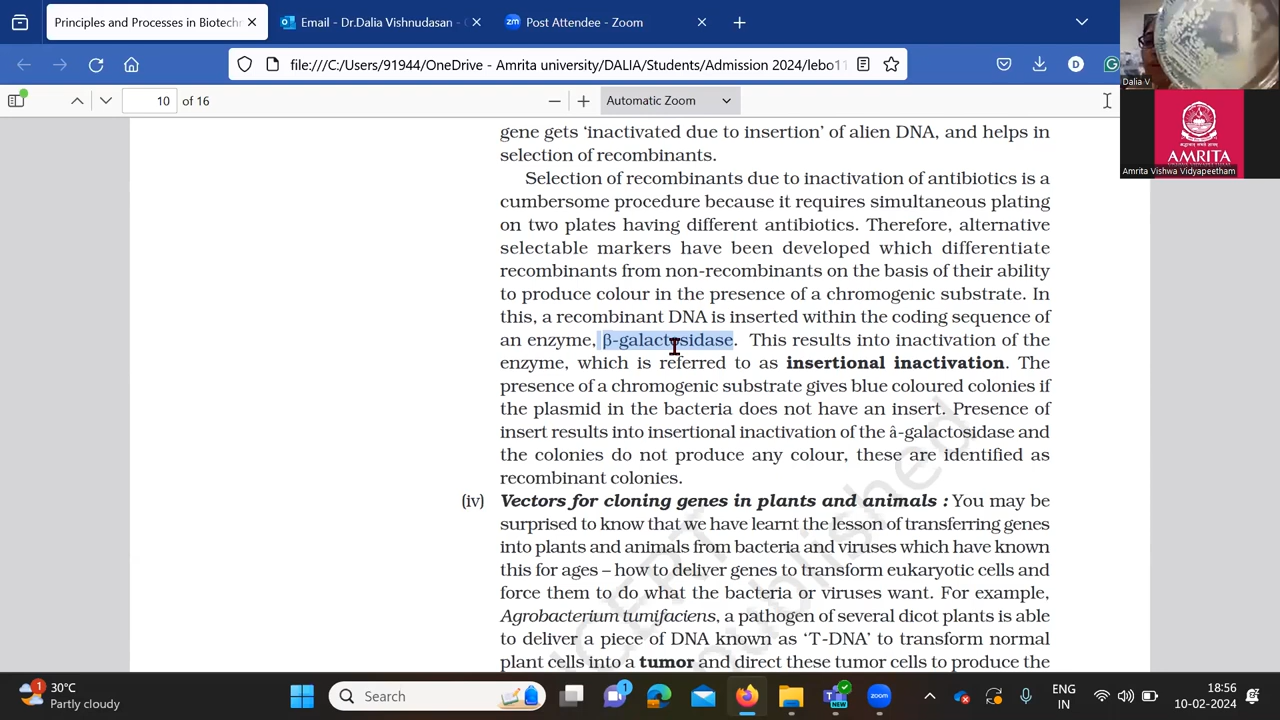 Principles and Processes in Biotechn
Email - Dr.Dalia Vishnudasan -
Post Attendee - Zoom
file:///C:/Users/91944/OneDrive - Amrita university/DALIA/Students/Admission 2024/lebo11
D
Dalia V
10 of 16
Automatic Zoom
AMRITA
Amrita Vishwa Vidyapeetham
gene gets ‘inactivated due to insertion’ of alien DNA, and helps in
selection of recombinants.
Selection of recombinants due to inactivation of antibiotics is a
cumbersome procedure because it requires simultaneous plating
on two plates having different antibiotics. Therefore, alternative
selectable markers have been developed which differentiate
recombinants from non-recombinants on the basis of their ability
to produce colour in the presence of a chromogenic substrate. In
this, a recombinant DNA is inserted within the coding sequence of
an enzyme, β-galactosidase. This results into inactivation of the
enzyme, which is referred to as insertional inactivation. The
presence of a chromogenic substrate gives blue coloured colonies if
the plasmid in the bacteria does not have an insert. Presence of
insert results into insertional inactivation of the â-galactosidase and
the colonies do not produce any colour, these are identified as
recombinant colonies.
(iv) Vectors for cloning genes in plants and animals : You may be
surprised to know that we have learnt the lesson of transferring genes
into plants and animals from bacteria and viruses which have known
this for ages – how to deliver genes to transform eukaryotic cells and
force them to do what the bacteria or viruses want. For example,
Agrobacterium tumifaciens, a pathogen of several dicot plants is able
to deliver a piece of DNA known as ‘T-DNA’ to transform normal
plant cells into a tumor and direct these tumor cells to produce the
NCERT
published
1
30°C
Partly cloudy
Search
1
NEW
zoom
ENG
IN
18:56
10-02-2024